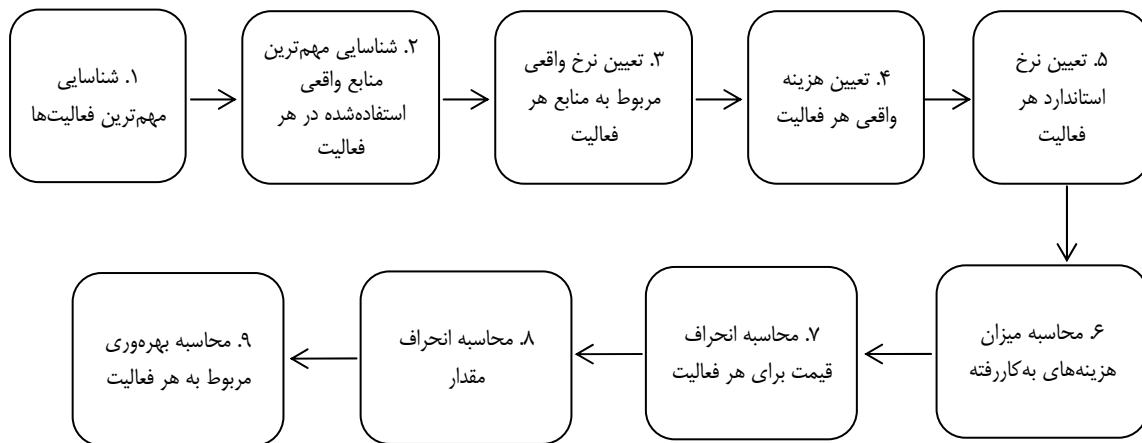 ۱. شناسایی
مهم‌ترین فعالیت‌ها
۲. شناسایی مهم‌ترین
منابع واقعی
استفاده‌شده در هر
فعالیت
۳. تعیین نرخ واقعی
مربوط به منابع هر
فعالیت
۴. تعیین هزینه
واقعی هر فعالیت
۵. تعیین نرخ
استاندارد هر
فعالیت
۶. محاسبه میزان
هزینه‌های به‌کاررفته
۷. محاسبه انحراف
قیمت برای هر فعالیت
۸. محاسبه انحراف
مقدار
۹. محاسبه بهره‌وری
مربوط به هر فعالیت